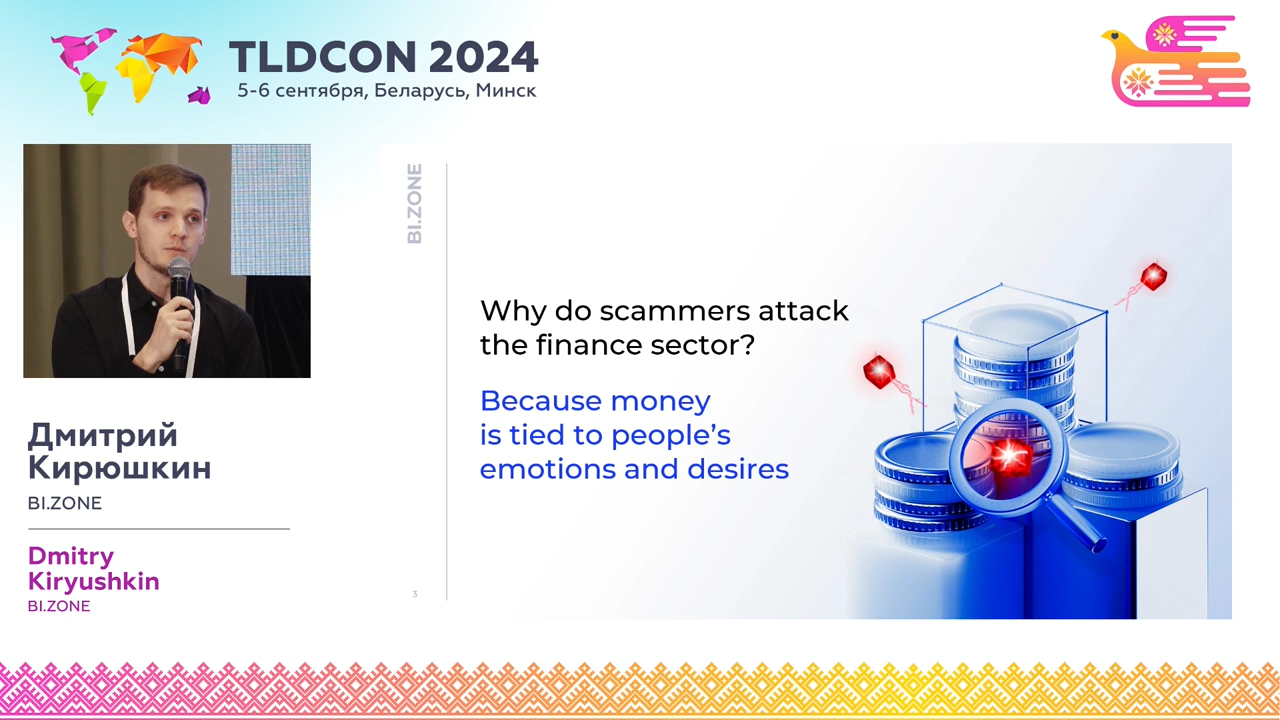 TLDCON 2024
5-6 сентября, Беларусь, Минск
BI.ZONE
Why do scammers attack
the finance sector?
Because money
is tied to people’s
emotions and desires
3
Дмитрий
Кирюшкин
BI.ZONE
Dmitry
Kiryushkin
BI.ZONE